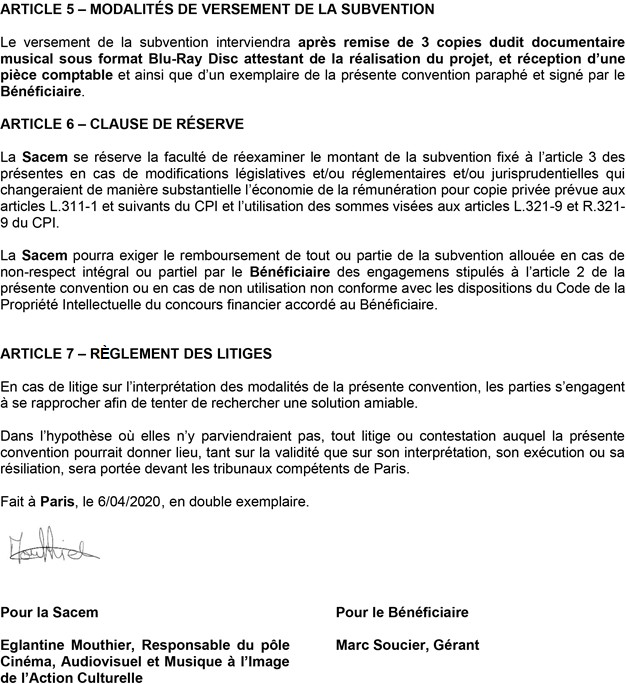 ARTICLE 5 – MODALITÉS DE VERSEMENT DE LA SUBVENTION
Le versement de la subvention interviendra après remise de 3 copies dudit documentaire
musical sous format Blu-Ray Disc attestant de la réalisation du projet, et réception d’une
pièce comptable et ainsi que d’un exemplaire de la présente convention paraphé et signé par le
Bénéficiaire.
ARTICLE 6 – CLAUSE DE RÉSERVE
La Sacem se réserve la faculté de réexaminer le montant de la subvention fixé à l’article 3 des
présentes en cas de modifications législatives et/ou réglementaires et/ou jurisprudentielles qui
changeraient de manière substantielle l’économie de la rémunération pour copie privée prévue aux
articles L.311-1 et suivants du CPI et l’utilisation des sommes visées aux articles L.321-9 et R.321-
9 du CPI.
La Sacem pourra exiger le remboursement de tout ou partie de la subvention allouée en cas de
non-respect intégral ou partiel par le Bénéficiaire des engagemens stipulés à l’article 2 de la
présente convention ou en cas de non utilisation non conforme avec les dispositions du Code de la
Propriété Intellectuelle du concours financier accordé au Bénéficiaire.
ARTICLE 7 – RÈGLEMENT DES LITIGES
En cas de litige sur l’interprétation des modalités de la présente convention, les parties s’engagent
à se rapprocher afin de tenter de rechercher une solution amiable.
Dans l’hypothèse où elles n’y parviendraient pas, tout litige ou contestation auquel la présente
convention pourrait donner lieu, tant sur la validité que sur son interprétation, son exécution ou sa
résiliation, sera portée devant les tribunaux compétents de Paris.
Fait à Paris, le 6/04/2020, en double exemplaire.
Pour la Sacem
Eglantine Mouthier, Responsable du pôle
Cinéma, Audiovisuel et Musique à l’Image
de l’Action Culturelle
Pour le Bénéficiaire
Marc Soucier, Gérant